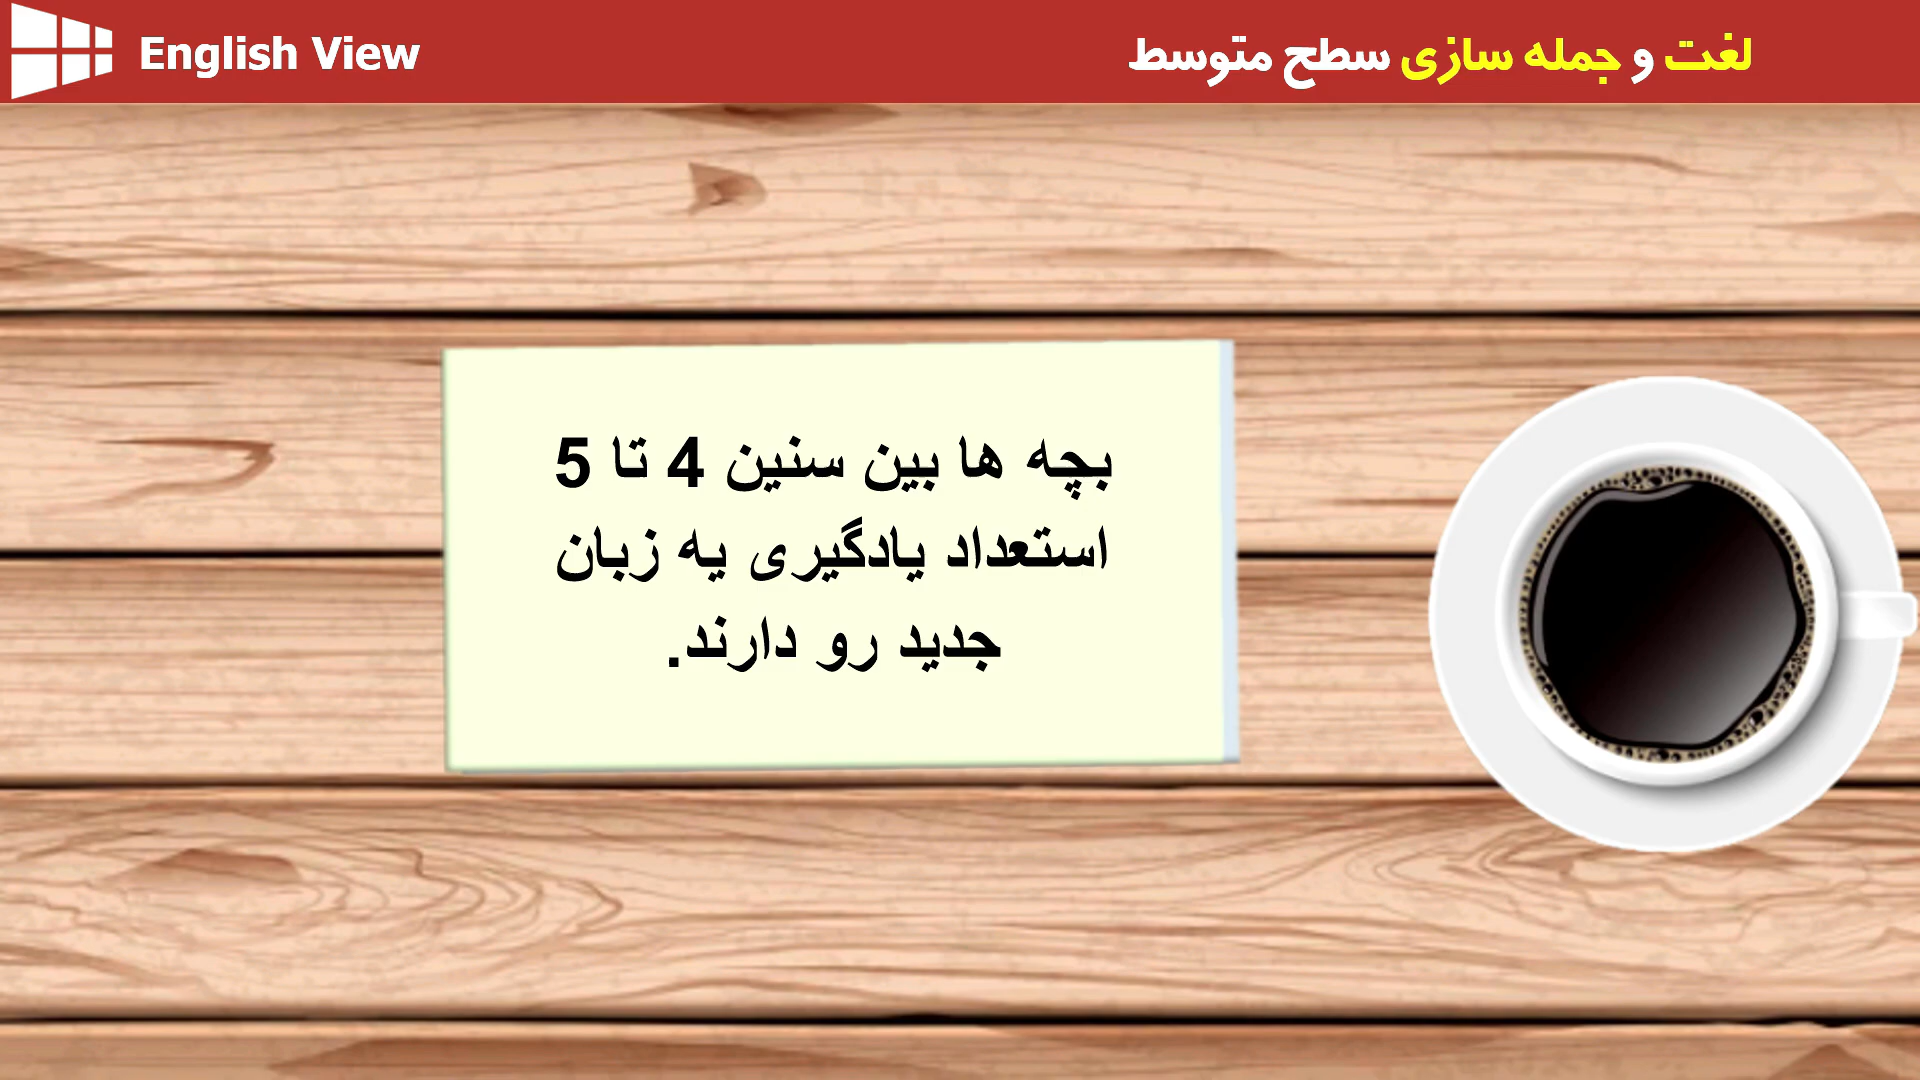 English View
لغت و جمله سازی سطح متوسط
بچه ها بین سنین 4 تا 5
استعداد یادگیری یه زبان
جدید رو دارند.